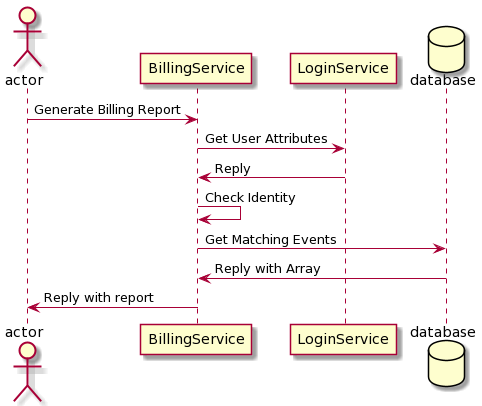 actor
BillingService
LoginService
database
Generate Billing Report
Get User Attributes
Reply
Check Identity
Get Matching Events
Reply with Array
Reply with report
actor
BillingService
LoginService
database